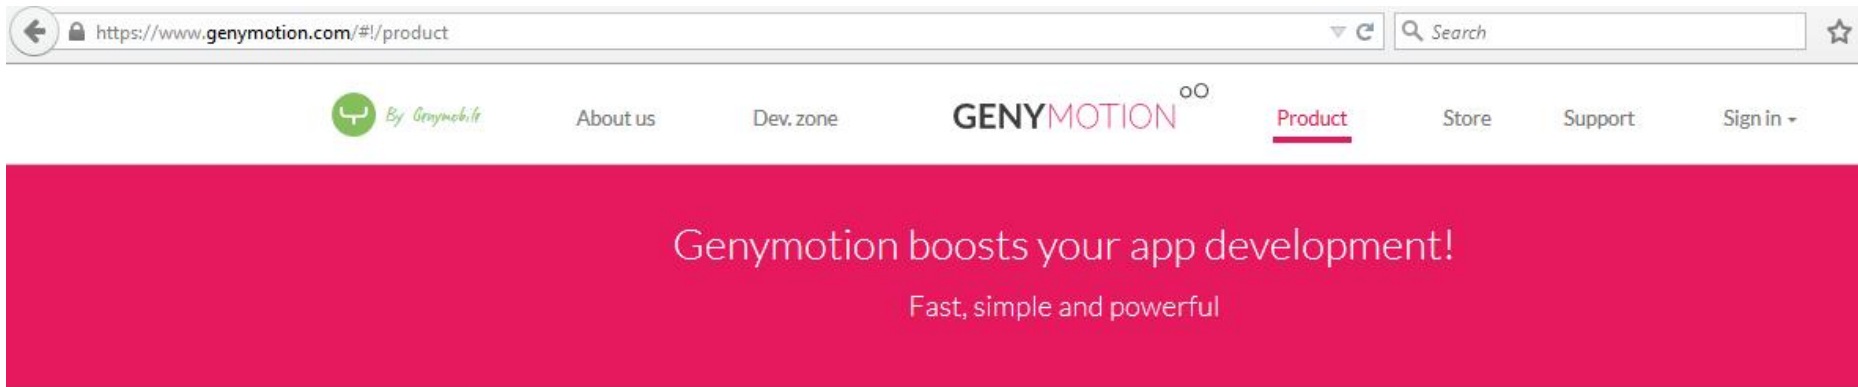 https://www.genymotion.com/#!/product Search
By Genymobile About us Dev. zone GENYMOTION oO Product Store Support Sign in
Genymotion boosts your app development!
Fast, simple and powerful